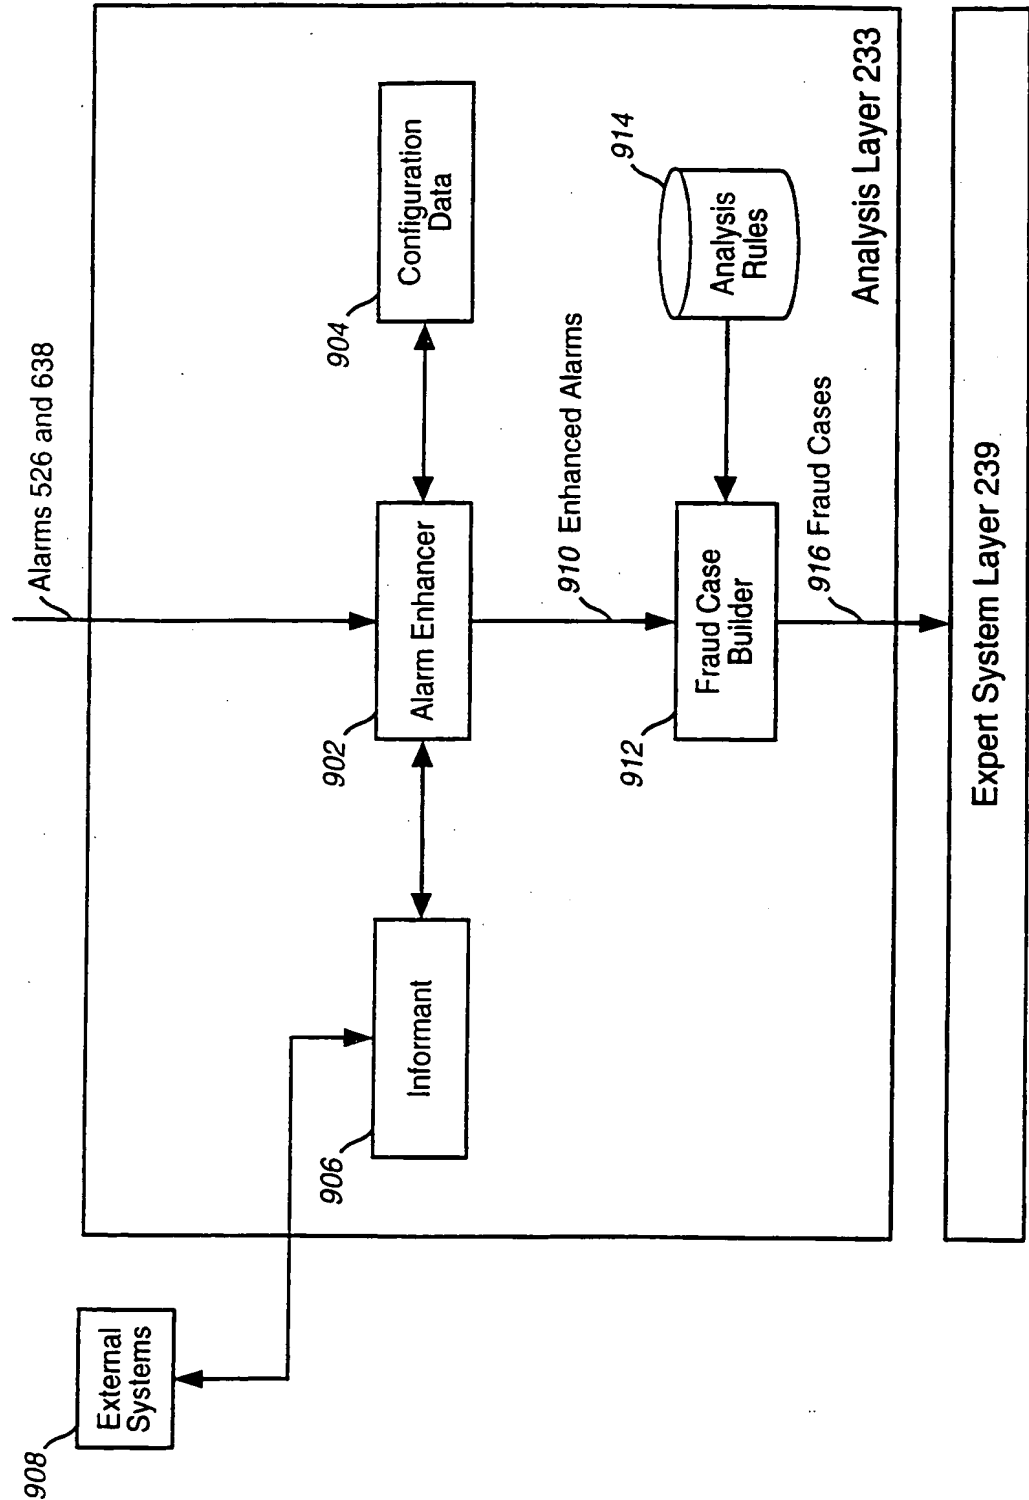 Alarms 526 and 638
908
External
Systems
906
Informant
902
Alarm Enhancer
904
Configuration
Data
910 Enhanced Alarms
912
Fraud Case
Builder
914
Analysis
Rules
916 Fraud Cases
Analysis Layer 233
Expert System Layer 239